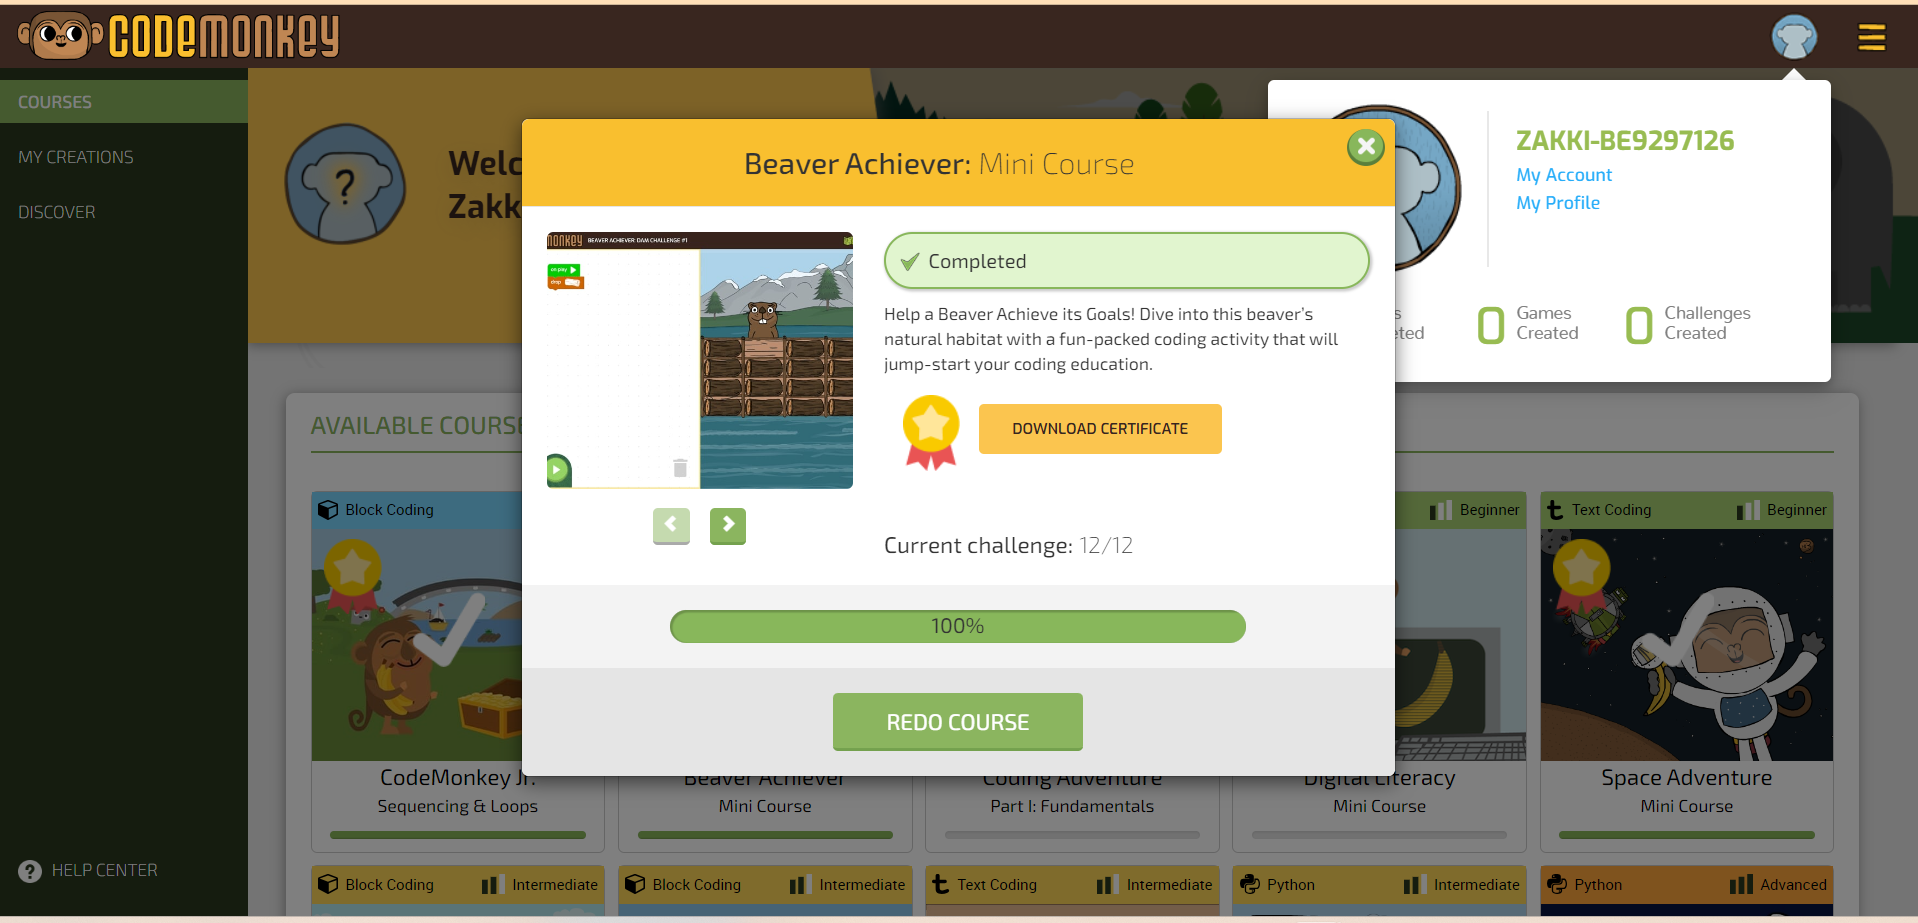 CODEMONKEY
COURSES
MY CREATIONS
DISCOVER
HELP CENTER
Welc
Zakk
ZAKKI-BE9297126
My Account
My Profile
0 Games Created
0 Challenges Created
Beaver Achiever: Mini Course
BEAVER ACHIEVER: DAM CHALLENGE #1
on play
drop
Completed
Help a Beaver Achieve its Goals! Dive into this beaver's
natural habitat with a fun-packed coding activity that will
jump-start your coding education.
DOWNLOAD CERTIFICATE
Current challenge: 12/12
100%
REDO COURSE
AVAILABLE COURSE
Block Coding
Beginner
Text Coding Beginner
CodeMonkey Jr.
Sequencing & Loops
Beaver Achiever
Mini Course
Coding Adventure
Part I: Fundamentals
Digital Literacy
Mini Course
Space Adventure
Mini Course
Block Coding Intermediate
Block Coding Intermediate
Text Coding Intermediate
Python Intermediate
Python Advanced